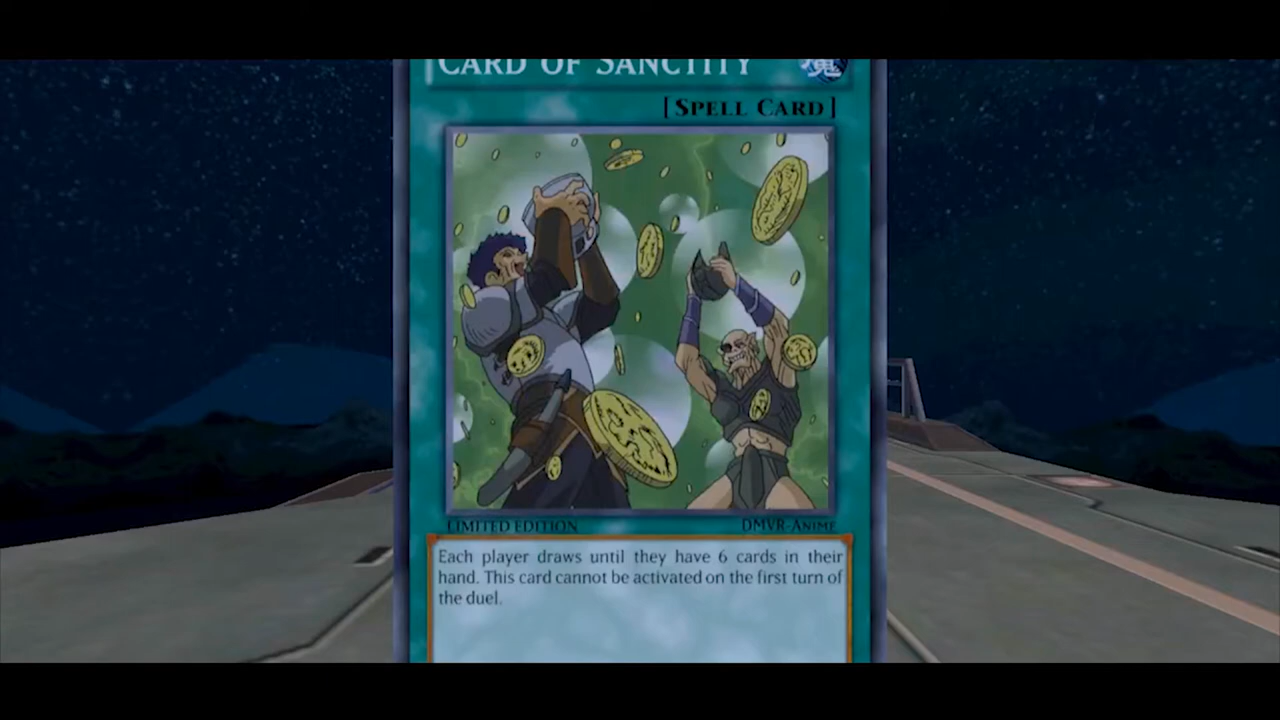 CARD OF SANCTITY
魔
[SPELL CARD]
LIMITED EDITION DMVR-ANIME
Each player draws until they have 6 cards in their
hand. This card cannot be activated on the first turn of
the duel.